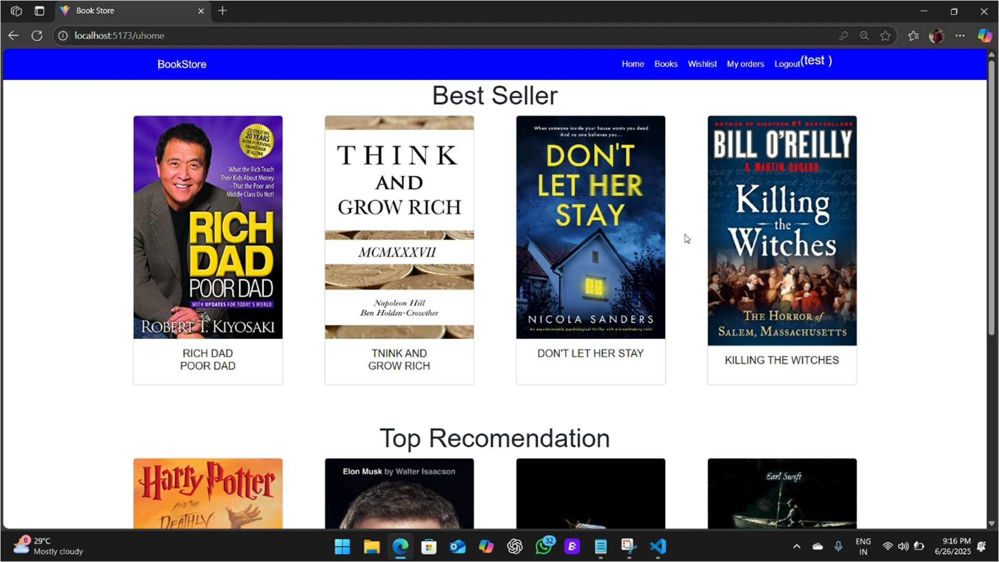 Book Store
localhost:5173/uhome
BookStore
Home Books Wishlist My orders Logout(test )
Best Seller
CELEBRATING
20 YEARS
AS THE #1 PERSONAL
FINANCE BOOK
OF ALL TIME
What the Rich Teach
Their Kids About Money
–That the Poor and
Middle Class Do Not!
RICH
DAD
POOR DAD
WITH UPDATES FOR TODAY'S WORLD
ROBERT T. KIYOSAKI
RICH DAD
POOR DAD
THINK
AND
GROW RICH
MCMXXXVII
Napoleon Hill
Ben Holden-Crowther
TNINK AND
GROW RICH
When someone inside your house wants you dead
And no one believes you...
DON'T
LET HER
STAY
NICOLA SANDERS
An unputdownable psychological thriller with a breathtaking twist
DON'T LET HER STAY
AUTHOR OF EIGHTEEN #1 BESTSELLERS
BILL O'REILLY
& MARTIN DUGARD
Killing
the
Witches
THE HORROR of
SALEM, MASSACHUSETTS
KILLING THE WITCHES
Top Recomendation
Harry Potter
AND THE
DEATHLY
Elon Musk by Walter Isaacson
Earl Swift
8
29°C
Mostly cloudy
32
ENG
IN
9:16 PM
6/26/2025